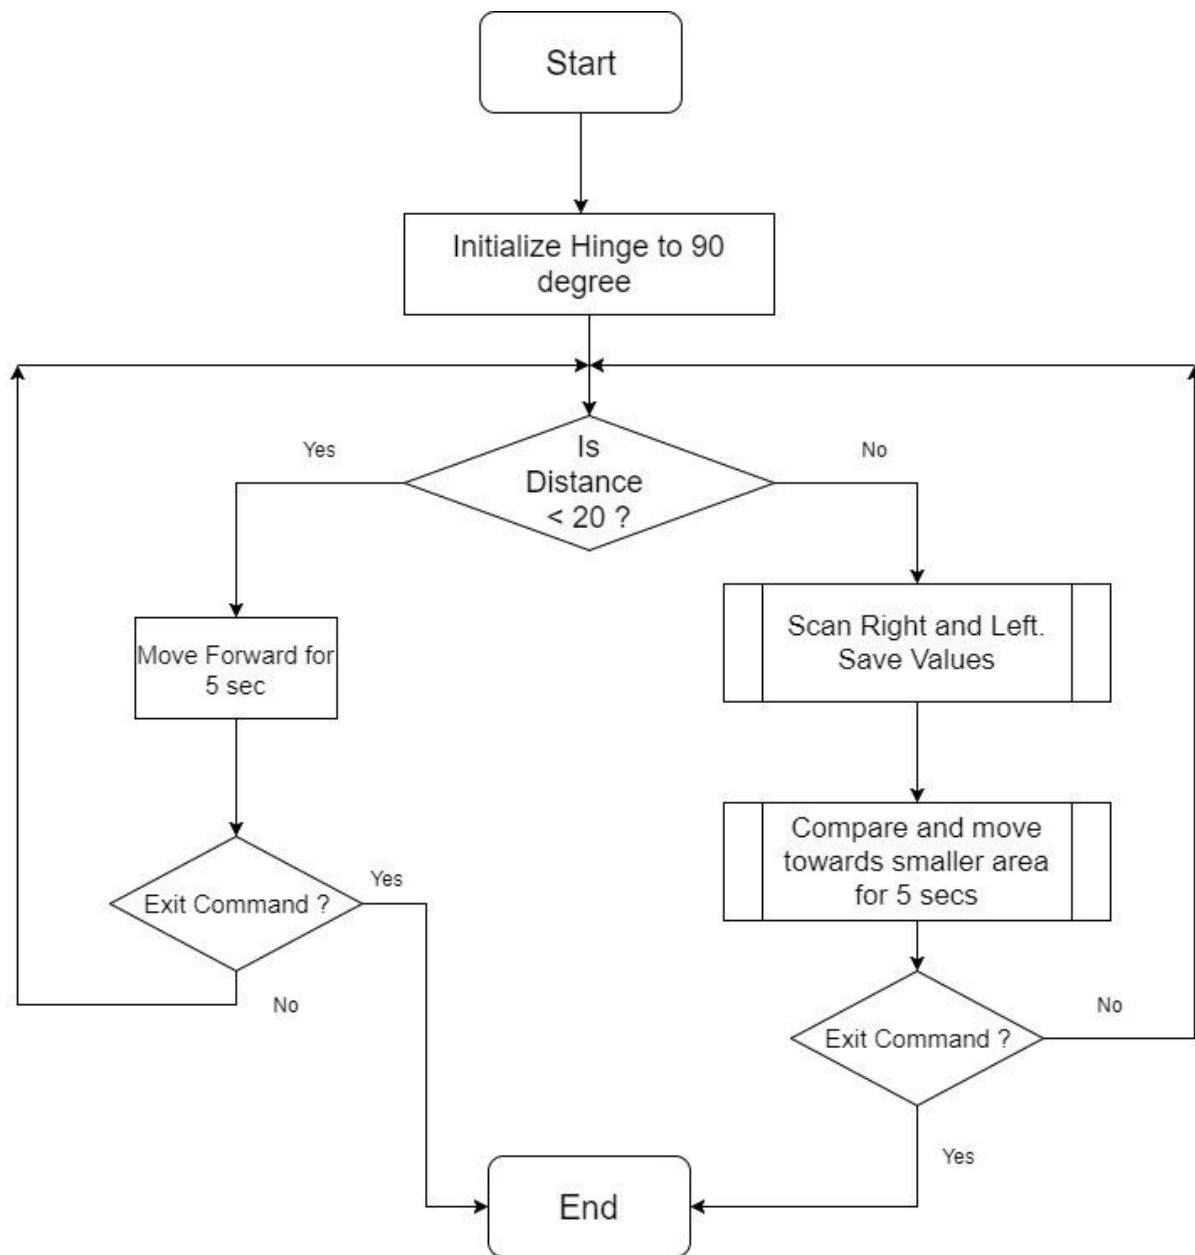 Start
Initialize Hinge to 90
degree
Yes
Is
Distance
< 20 ?
No
Move Forward for
5 sec
Scan Right and Left.
Save Values
Compare and move
towards smaller area
for 5 secs
Exit Command ?
Yes
No
Exit Command ?
No
Yes
End